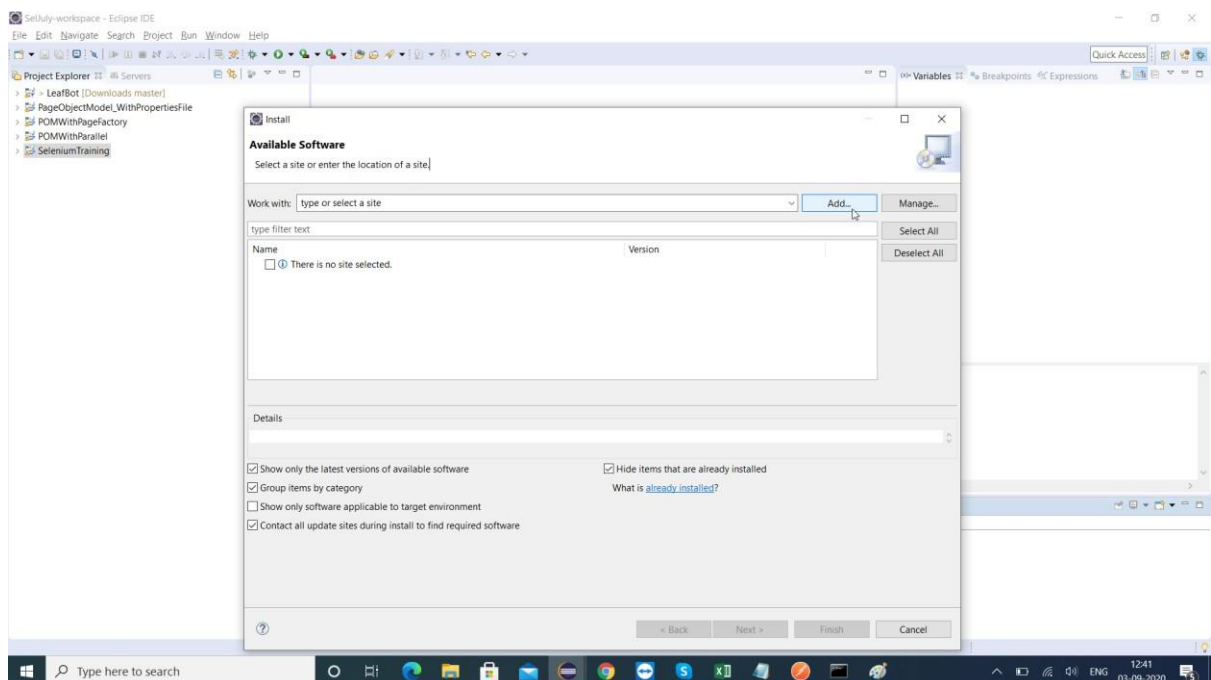 SelJuly-workspace - Eclipse IDE
File Edit Navigate Search Project Run Window Help
Quick Access
Project Explorer Servers
Variables Breakpoints Expressions
> LeafBot [Downloads master]
PageObjectModel_WithPropertiesFile
POMWithPageFactory
POMWithParallel
SeleniumTraining
Install
Available Software
Select a site or enter the location of a site.
Work with: type or select a site Add... Manage...
type filter text Select All
Name Version Deselect All
There is no site selected.
Details
Show only the latest versions of available software Hide items that are already installed
Group items by category What is already installed?
Show only software applicable to target environment
Contact all update sites during install to find required software
< Back Next > Finish Cancel
Type here to search ENG 12:41
03-09-2020